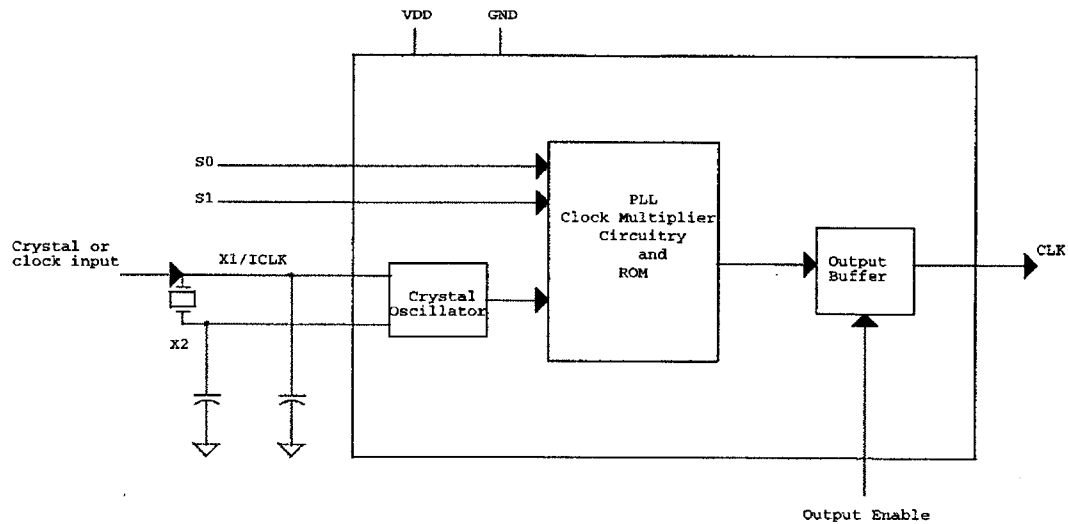 VDD GND
S0
S1
PLL
Clock Multiplier
Circuitry
and
ROM
Crystal or
clock input
X1/ICLK
X2
Crystal
Oscillator
Output
Buffer
CLK
Output Enable